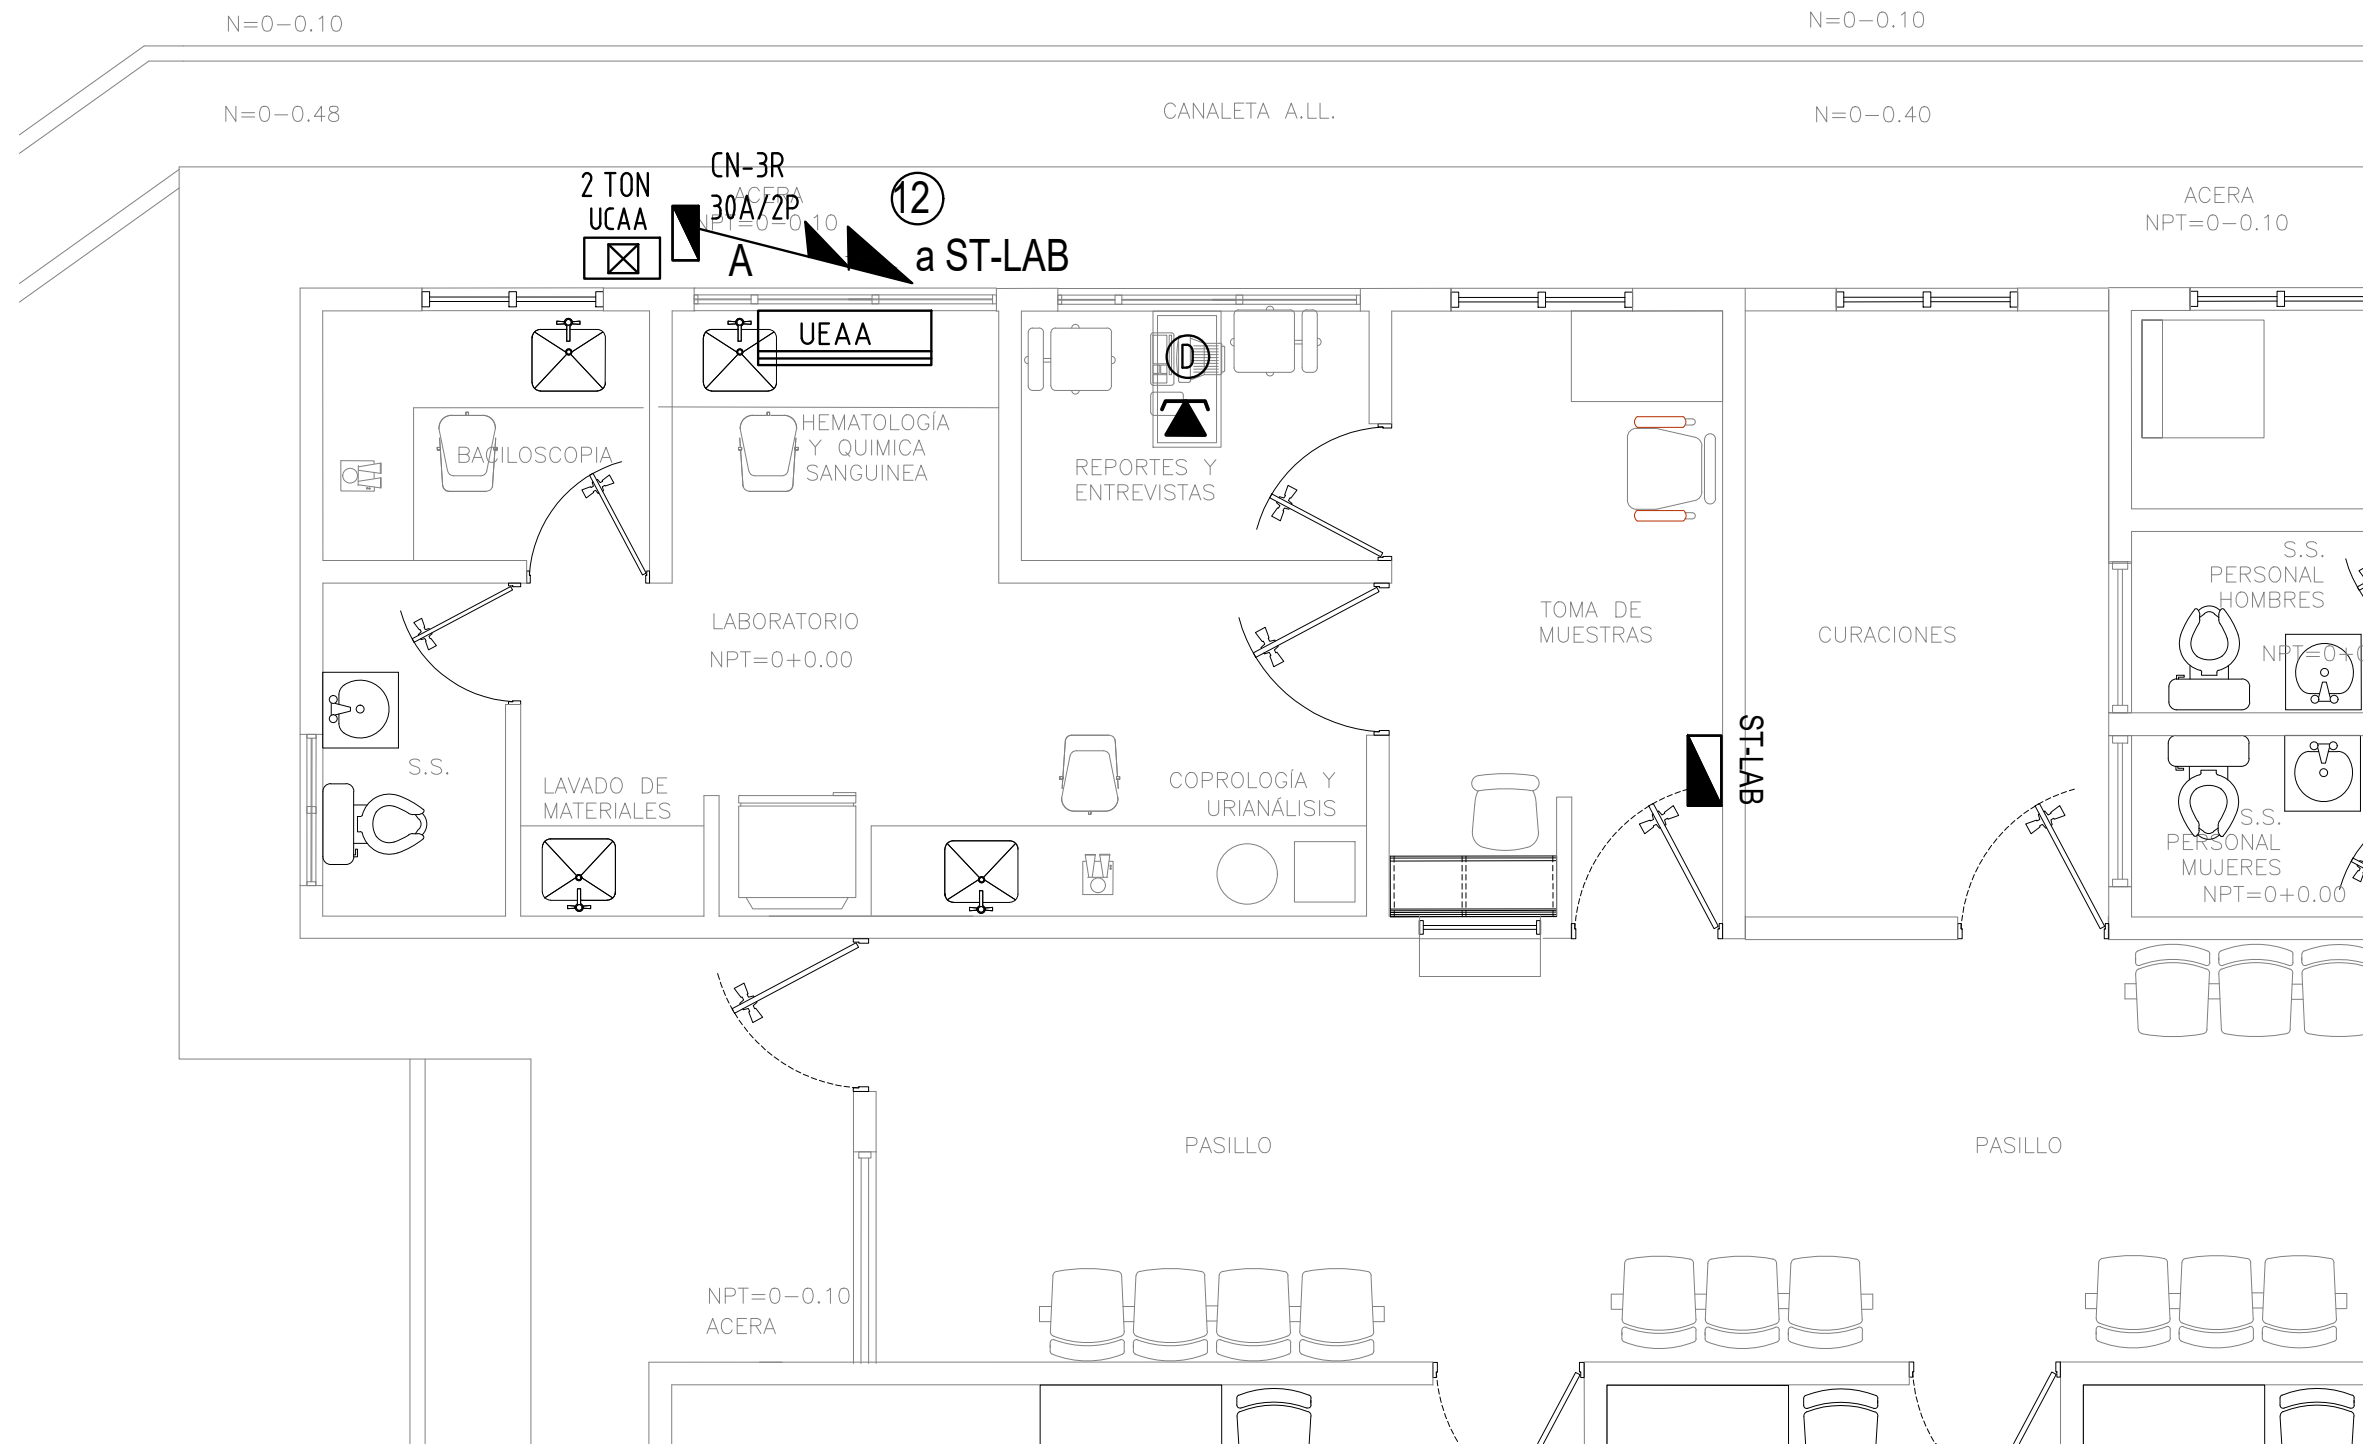 N=0-0.10
N=0-0.10
N=0-0.48
CANALETA A.LL.
N=0-0.40
2 TON
UCAA
CN-3R
30A/2P
ACERA
NPT=0-0.10
12
A
a ST-LAB
ACERA
NPT=0-0.10
UEAA
D
BACILOSCOPIA
HEMATOLOGÍA
Y QUIMICA
SANGUINEA
REPORTES Y
ENTREVISTAS
LABORATORIO
NPT=0+0.00
TOMA DE
MUESTRAS
CURACIONES
S.S.
PERSONAL
HOMBRES
S.S.
ST-LAB
LAVADO DE
MATERIALES
COPROLOGÍA Y
URIANÁLISIS
S.S.
PERSONAL
MUJERES
NPT=0+0.00
PASILLO
PASILLO
NPT=0-0.10
ACERA